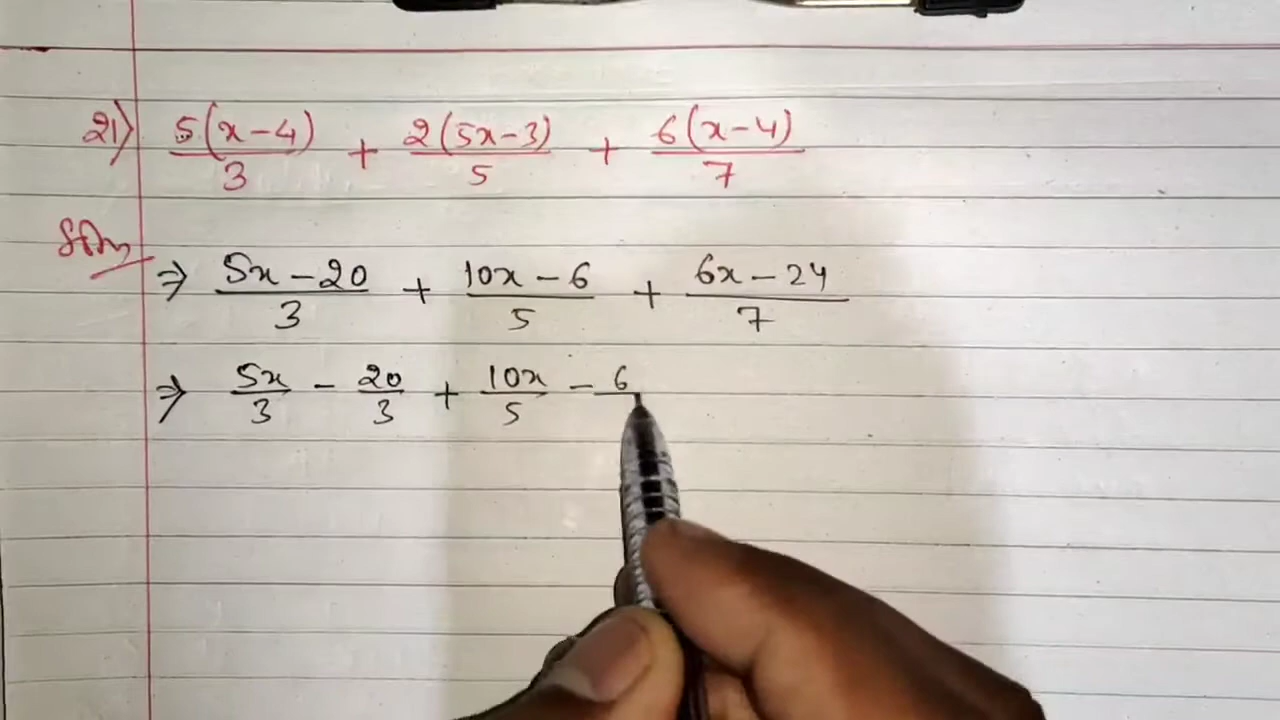 21) 5(x-4)/3 + 2(5x-3)/5 + 6(x-4)/7
Soln
⇒ 5x-20/3 + 10x-6/5 + 6x-24/7
⇒ 5x/3 - 20/3 + 10x/5 - 6/